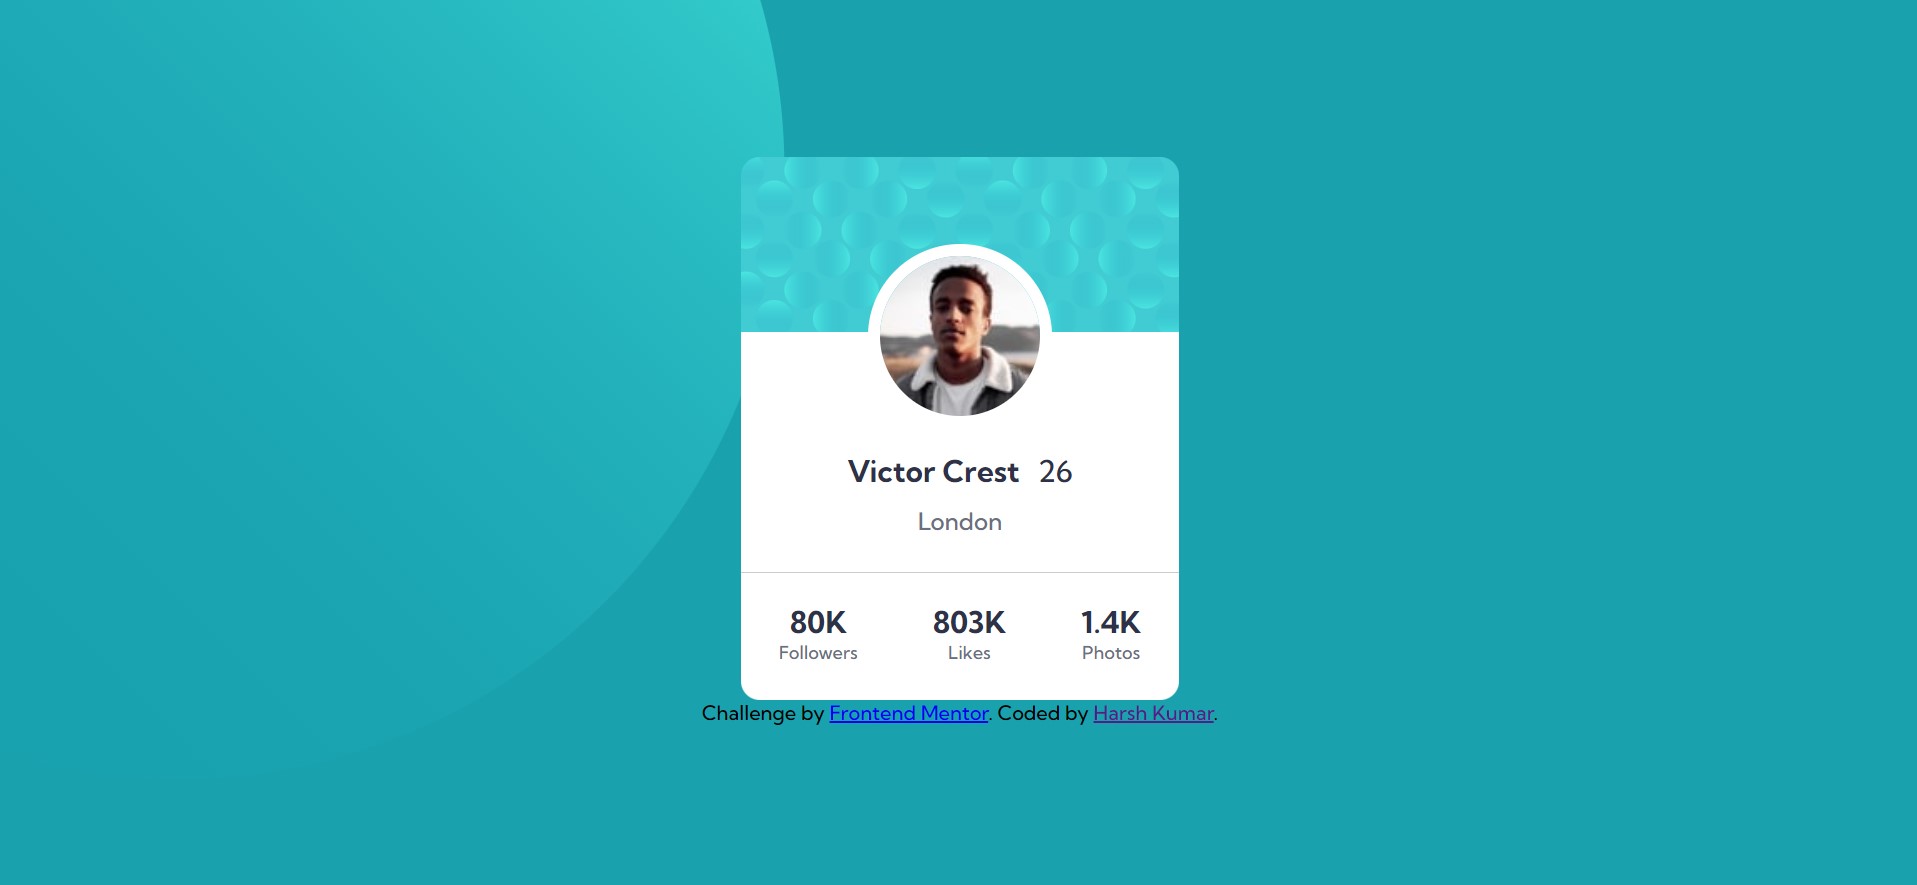 Victor Crest 26
London
80K 803K 1.4K
Followers Likes Photos
Challenge by Frontend Mentor. Coded by Harsh Kumar.